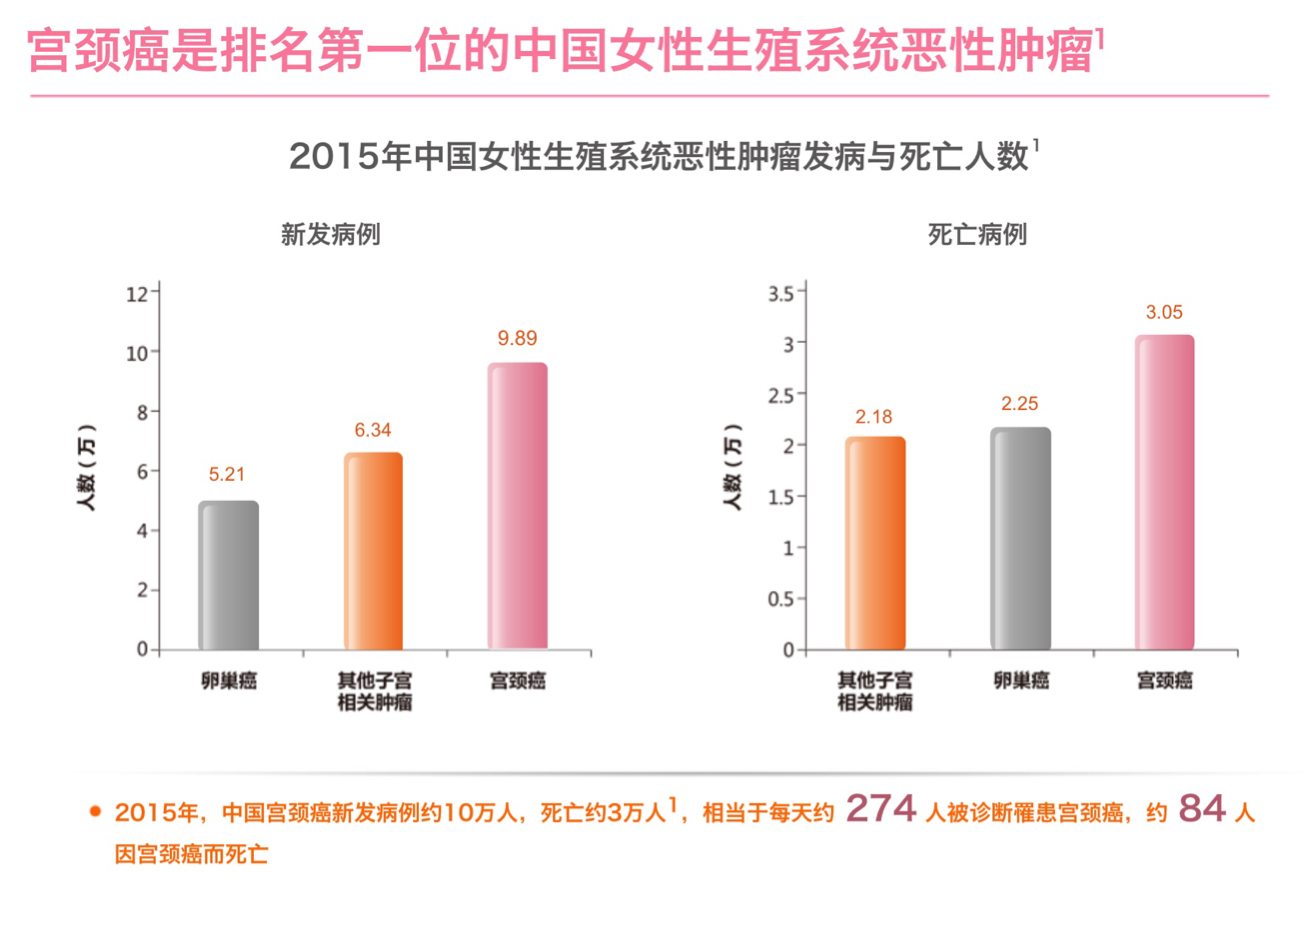 宫颈癌是排名第一位的中国女性生殖系统恶性肿瘤1
2015年中国女性生殖系统恶性肿瘤发病与死亡人数1
新发病例
人数（万）
12
10
8
6
4
2
0
5.21
6.34
9.89
卵巢癌
其他子宫
相关肿瘤
宫颈癌
死亡病例
人数（万）
3.5
3
2.5
2
1.5
1
0.5
0
2.18
2.25
3.05
其他子宫
相关肿瘤
卵巢癌
宫颈癌
• 2015年，中国宫颈癌新发病例约10万人，死亡约3万人1，相当于每天约 274 人被诊断罹患宫颈癌，约 84 人
因宫颈癌而死亡